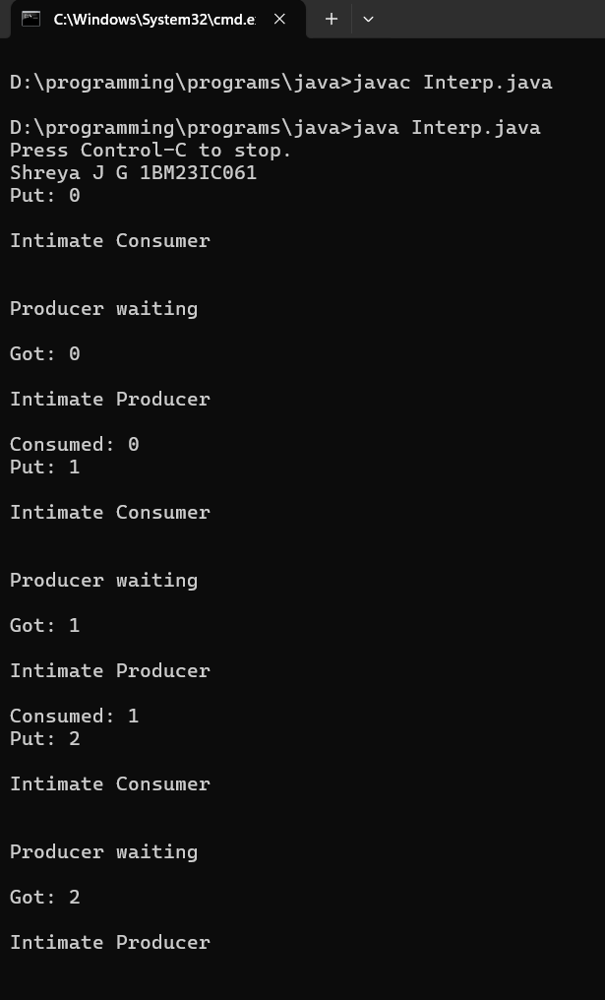 C:\Windows\System32\cmd.e
D:\programming\programs\java>javac Interp.java
D:\programming\programs\java>java Interp.java
Press Control-C to stop.
Shreya J G 1BM23IC061
Put: 0
Intimate Consumer
Producer waiting
Got: 0
Intimate Producer
Consumed: 0
Put: 1
Intimate Consumer
Producer waiting
Got: 1
Intimate Producer
Consumed: 1
Put: 2
Intimate Consumer
Producer waiting
Got: 2
Intimate Producer